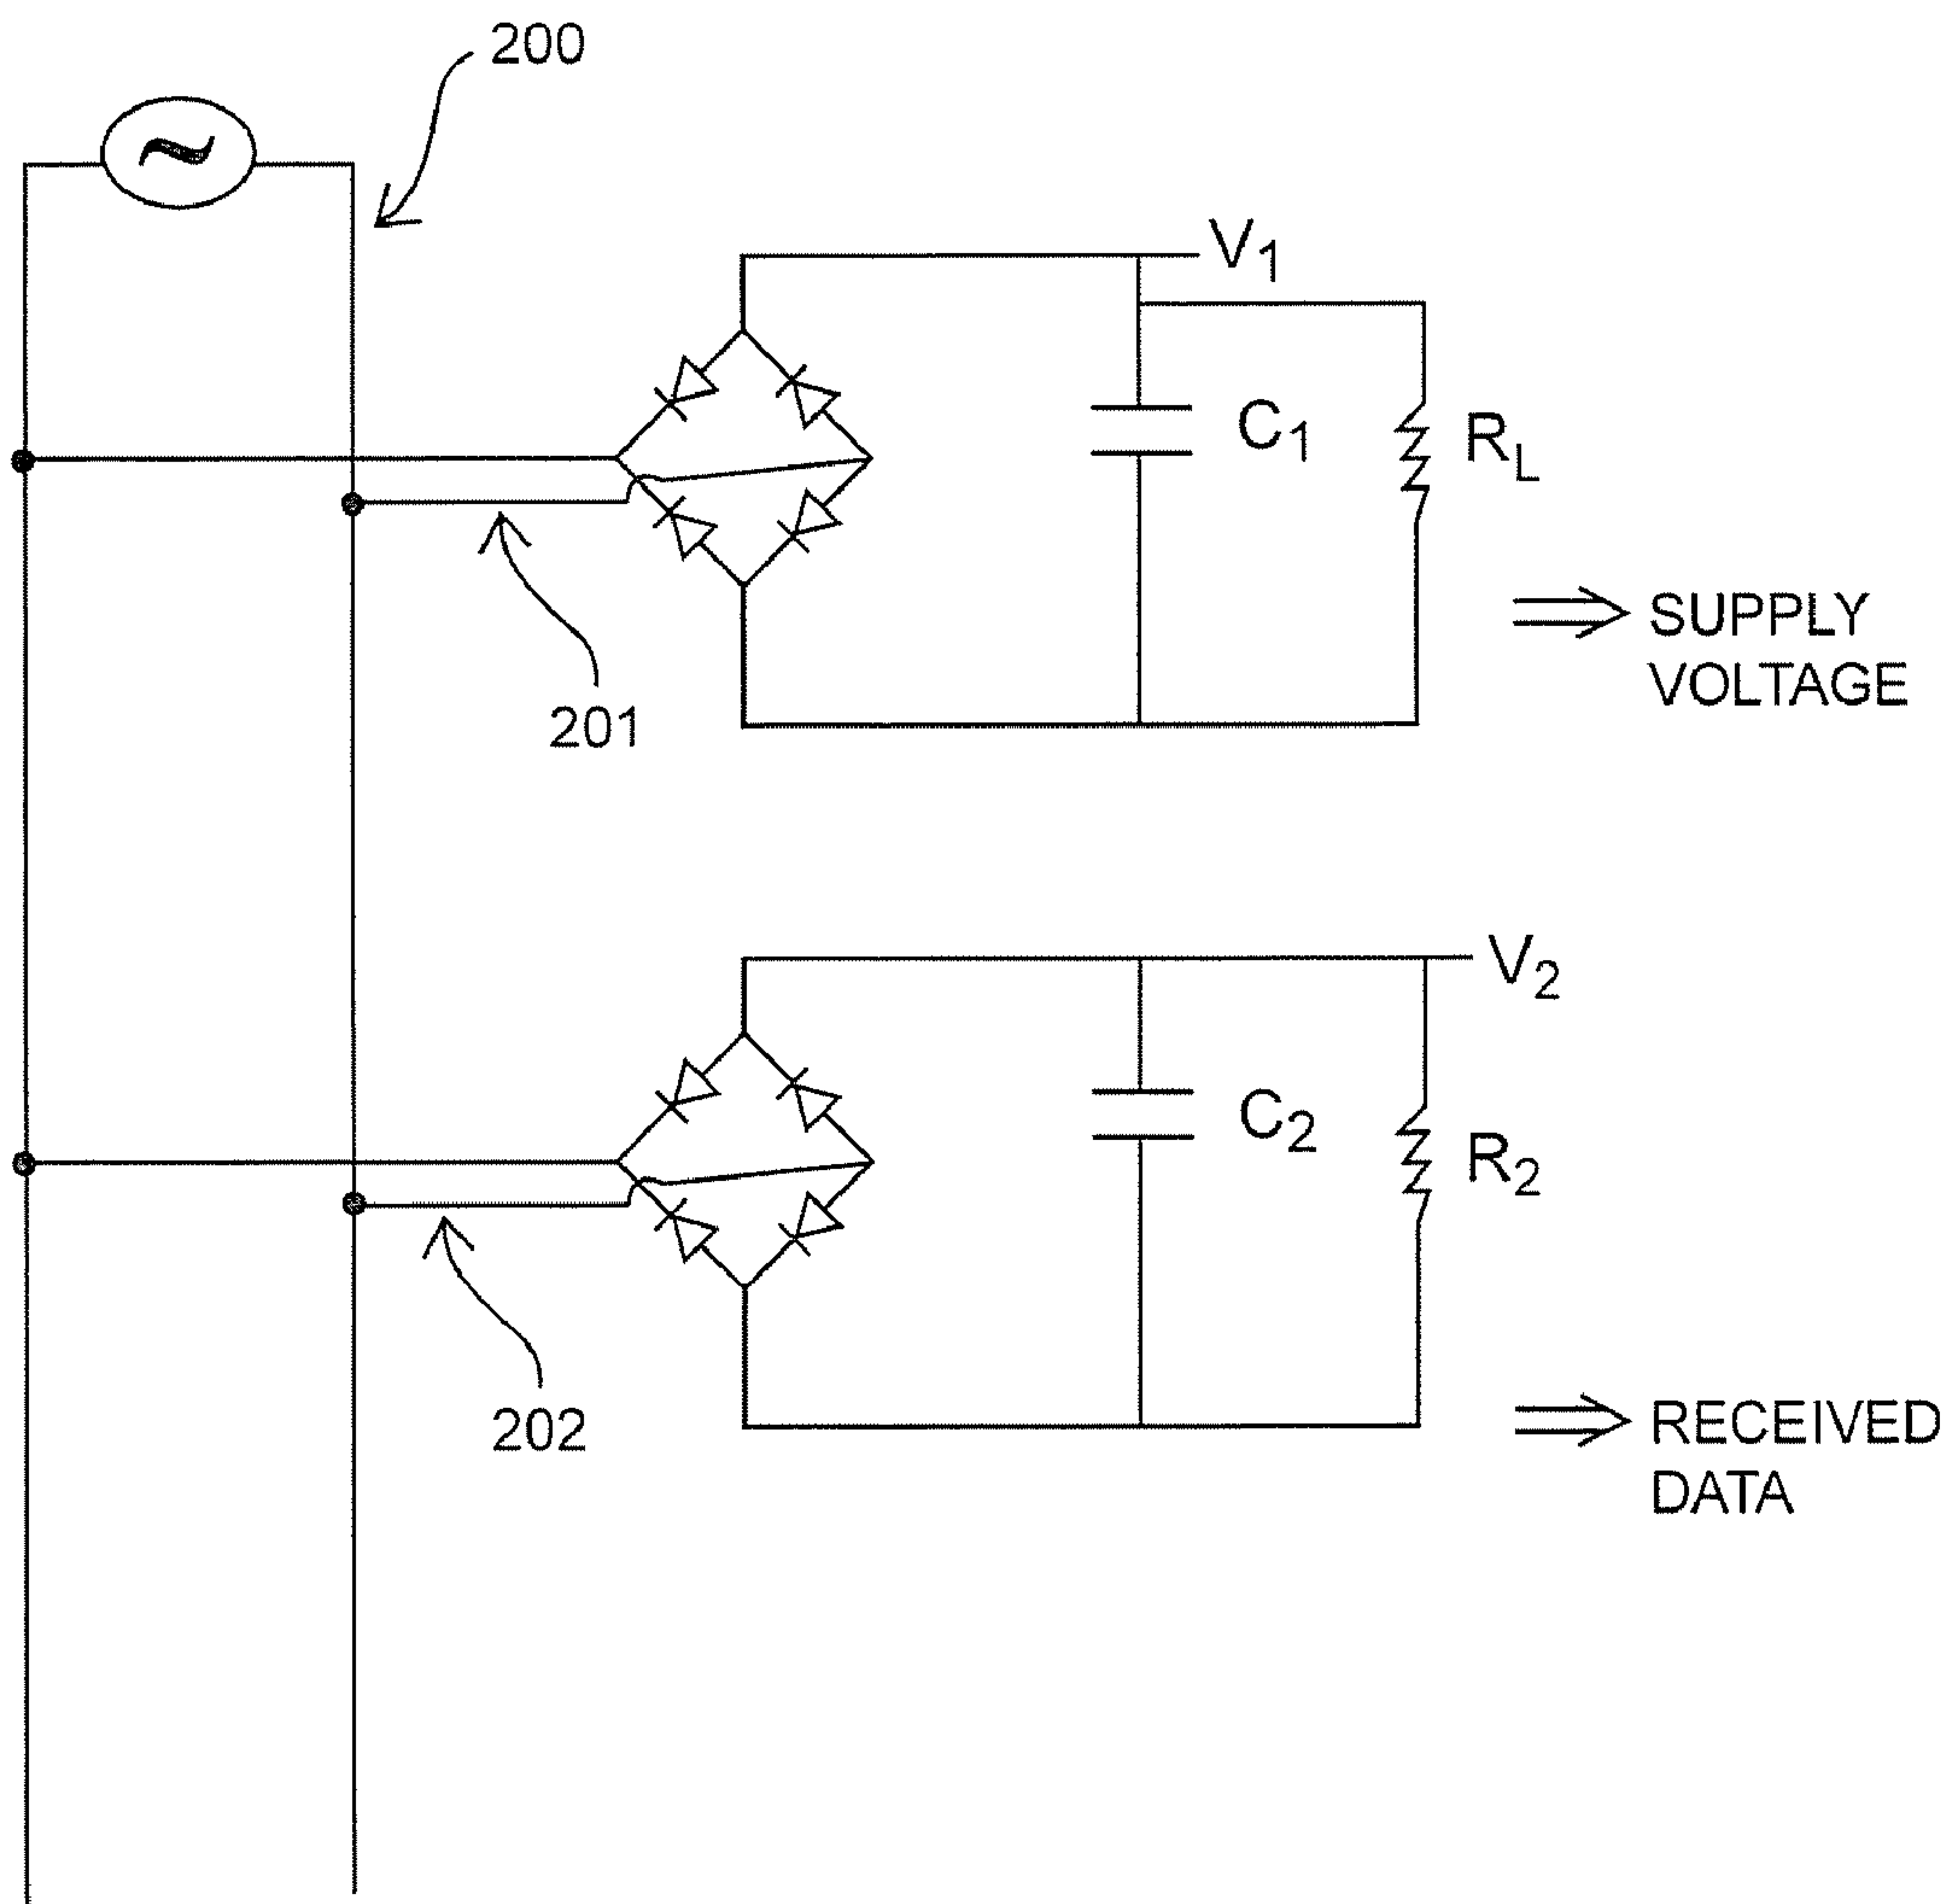 200
V1
C1
RL
201
SUPPLY
VOLTAGE
V2
C2
R2
202
RECEIVED
DATA